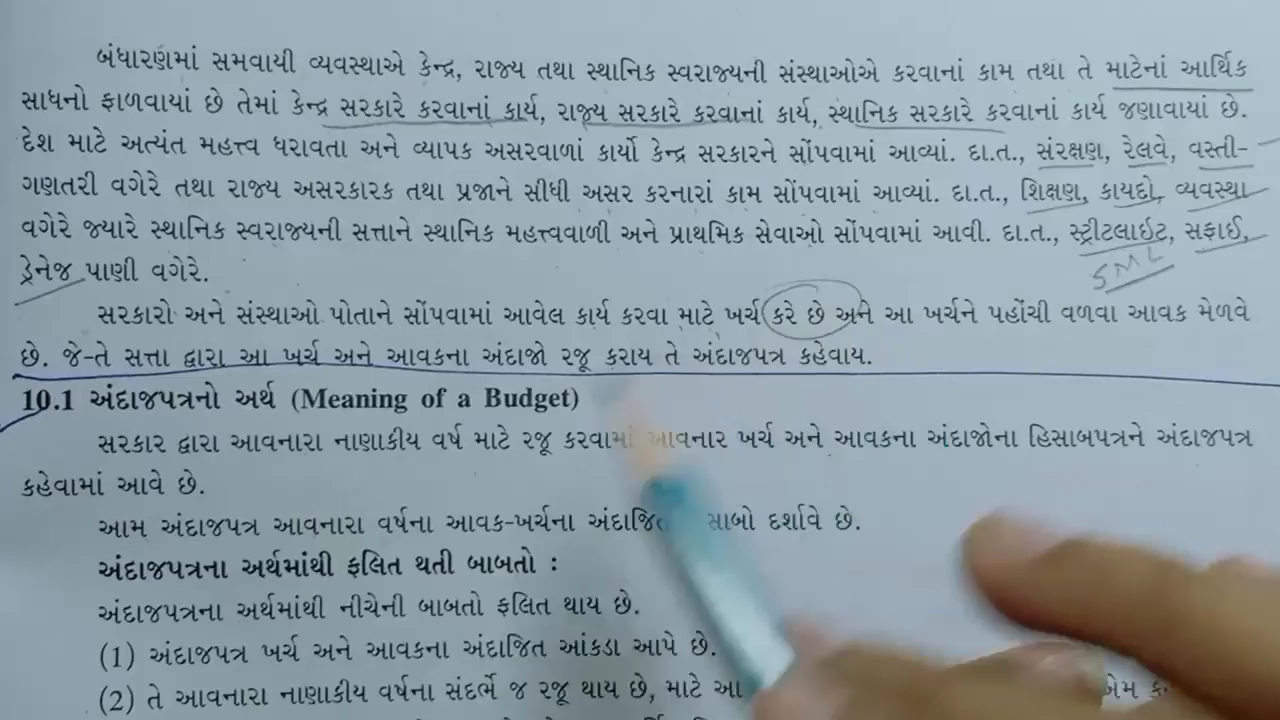 બંધારણમાં સમવાયી વ્યવસ્થાએ કેન્દ્ર, રાજ્ય તથા સ્થાનિક સ્વરાજ્યની સંસ્થાઓએ કરવાનાં કામ તથા તે માટેનાં આર્થિક
સાધનો ફાળવાયાં છે તેમાં કેન્દ્ર સરકારે કરવાનાં કાર્ય, રાજ્ય સરકારે કરવાનાં કાર્ય, સ્થાનિક સરકારે કરવાનાં કાર્ય જણાવાયાં છે.
દેશ માટે અત્યંત મહત્ત્વ ધરાવતા અને વ્યાપક અસરવાળાં કાર્યો કેન્દ્ર સરકારને સોંપવામાં આવ્યાં. દા.ત., સંરક્ષણ, રેલવે, વસ્તી-
ગણતરી વગેરે તથા રાજ્ય અસરકારક તથા પ્રજાને સીધી અસર કરનારાં કામ સોંપવામાં આવ્યાં. દા.ત., શિક્ષણ, કાયદો, વ્યવસ્થા
વગેરે જ્યારે સ્થાનિક સ્વરાજ્યની સત્તાને સ્થાનિક મહત્ત્વવાળી અને પ્રાથમિક સેવાઓ સોંપવામાં આવી. દા.ત., સ્ટ્રીટલાઇટ, સફાઈ,
ડ્રેનેજ પાણી વગેરે.
SML
સરકારો અને સંસ્થાઓ પોતાને સોંપવામાં આવેલ કાર્ય કરવા માટે ખર્ચ કરે છે અને આ ખર્ચને પહોંચી વળવા આવક મેળવે
છે. જે-તે સત્તા દ્વારા આ ખર્ચ અને આવકના અંદાજો રજૂ કરાય તે અંદાજપત્ર કહેવાય.
10.1 અંદાજપત્રનો અર્થ (Meaning of a Budget)
સરકાર દ્વારા આવનારા નાણાકીય વર્ષ માટે રજૂ કરવામાં આવનાર ખર્ચ અને આવકના અંદાજોના હિસાબપત્રને અંદાજપત્ર
કહેવામાં આવે છે.
આમ અંદાજપત્ર આવનારા વર્ષના આવક-ખર્ચના અંદાજિત દર્શાવે છે.
અંદાજપત્રના અર્થમાંથી ફલિત થતી બાબતો :
અંદાજપત્રના અર્થમાંથી નીચેની બાબતો ફલિત થાય છે.
(1) અંદાજપત્ર ખર્ચ અને આવકના અંદાજિત આંકડા આપે છે.
(2) તે આવનારા નાણાકીય વર્ષના સંદર્ભે જ રજૂ થાય છે, માટે આ